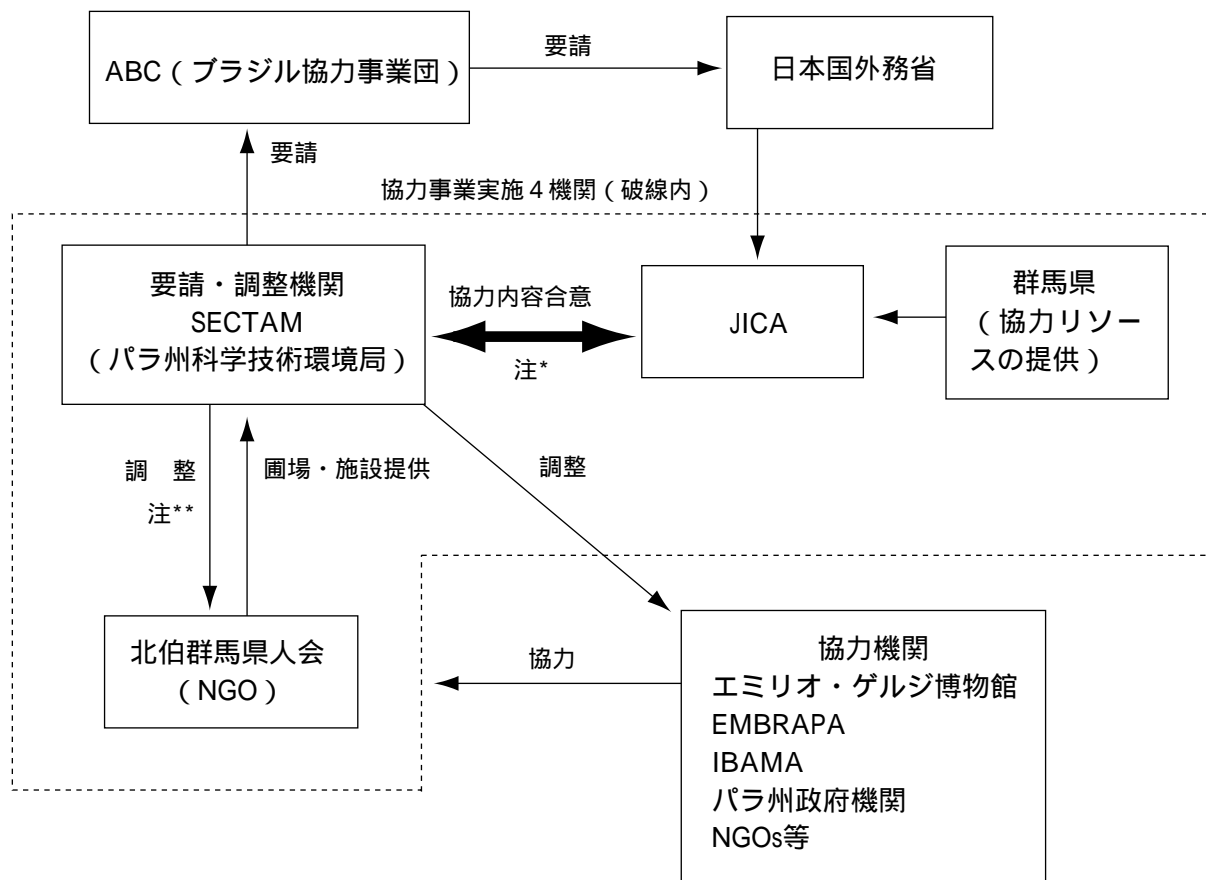 ABC（ブラジル協力事業団）
要請
日本国外務省
要請
協力事業実施４機関（破線内）
要請・調整機関
SECTAM
（パラ州科学技術環境局）
協力内容合意
注*
JICA
群馬県
（協力リソー
スの提供）
調　整
注**
圃場・施設提供
調整
北伯群馬県人会
（NGO）
協力
協力機関
エミリオ・ゲルジ博物館
EMBRAPA
IBAMA
パラ州政府機関
NGOs等